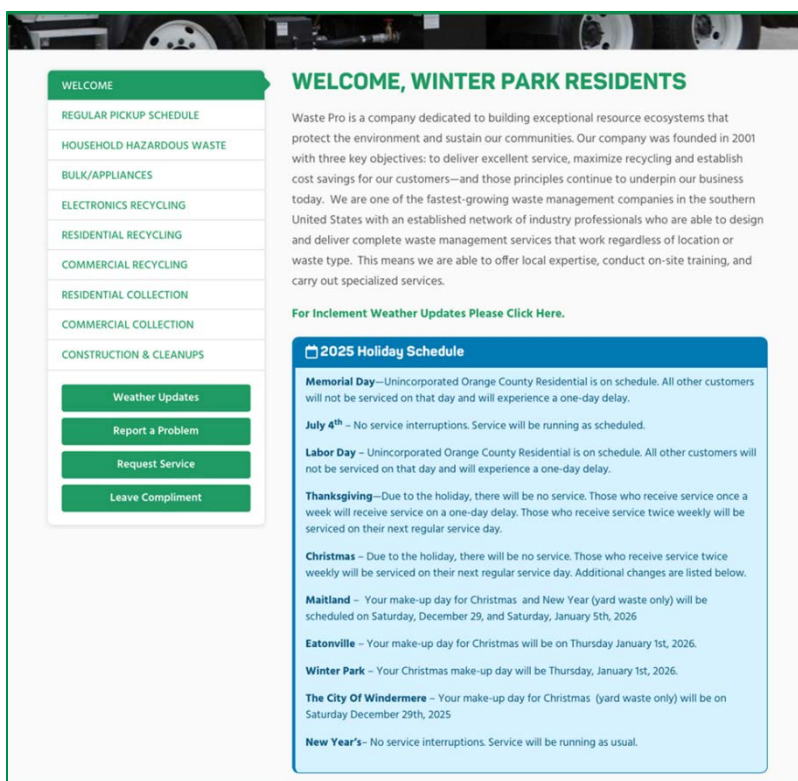 WELCOME
REGULAR PICKUP SCHEDULE
HOUSEHOLD HAZARDOUS WASTE
BULK/APPLIANCES
ELECTRONICS RECYCLING
RESIDENTIAL RECYCLING
COMMERCIAL RECYCLING
RESIDENTIAL COLLECTION
COMMERCIAL COLLECTION
CONSTRUCTION & CLEANUPS
Weather Updates
Report a Problem
Request Service
Leave Compliment
WELCOME, WINTER PARK RESIDENTS
Waste Pro is a company dedicated to building exceptional resource ecosystems that
protect the environment and sustain our communities. Our company was founded in 2001
with three key objectives: to deliver excellent service, maximize recycling and establish
cost savings for our customers—and those principles continue to underpin our business
today. We are one of the fastest-growing waste management companies in the southern
United States with an established network of industry professionals who are able to design
and deliver complete waste management services that work regardless of location or
waste type. This means we are able to offer local expertise, conduct on-site training, and
carry out specialized services.
For Inclement Weather Updates Please Click Here.
2025 Holiday Schedule
Memorial Day—Unincorporated Orange County Residential is on schedule. All other customers
will not be serviced on that day and will experience a one-day delay.
July 4th – No service interruptions. Service will be running as scheduled.
Labor Day – Unincorporated Orange County Residential is on schedule. All other customers will
not be serviced on that day and will experience a one-day delay.
Thanksgiving—Due to the holiday, there will be no service. Those who receive service once a
week will receive service on a one-day delay. Those who receive service twice weekly will be
serviced on their next regular service day.
Christmas – Due to the holiday, there will be no service. Those who receive service twice
weekly will be serviced on their next regular service day. Additional changes are listed below.
Maitland – Your make-up day for Christmas and New Year (yard waste only) will be
scheduled on Saturday, December 29, and Saturday, January 5th, 2026
Eatonville – Your make-up day for Christmas will be on Thursday January 1st, 2026.
Winter Park – Your Christmas make-up day will be Thursday, January 1st, 2026.
The City Of Windermere – Your make-up day for Christmas (yard waste only) will be on
Saturday December 29th, 2025
New Year's– No service interruptions. Service will be running as usual.